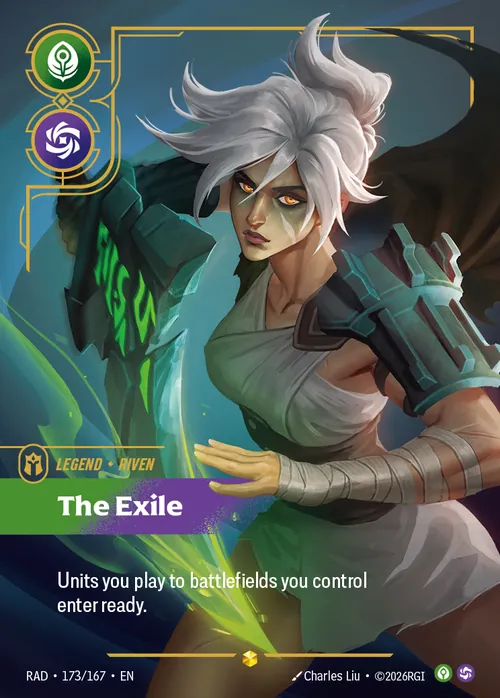 LEGEND • RIVEN
The Exile
Units you play to battlefields you control
enter ready.
RAD • 173/167 • EN
Charles Liu • ©2026RGI